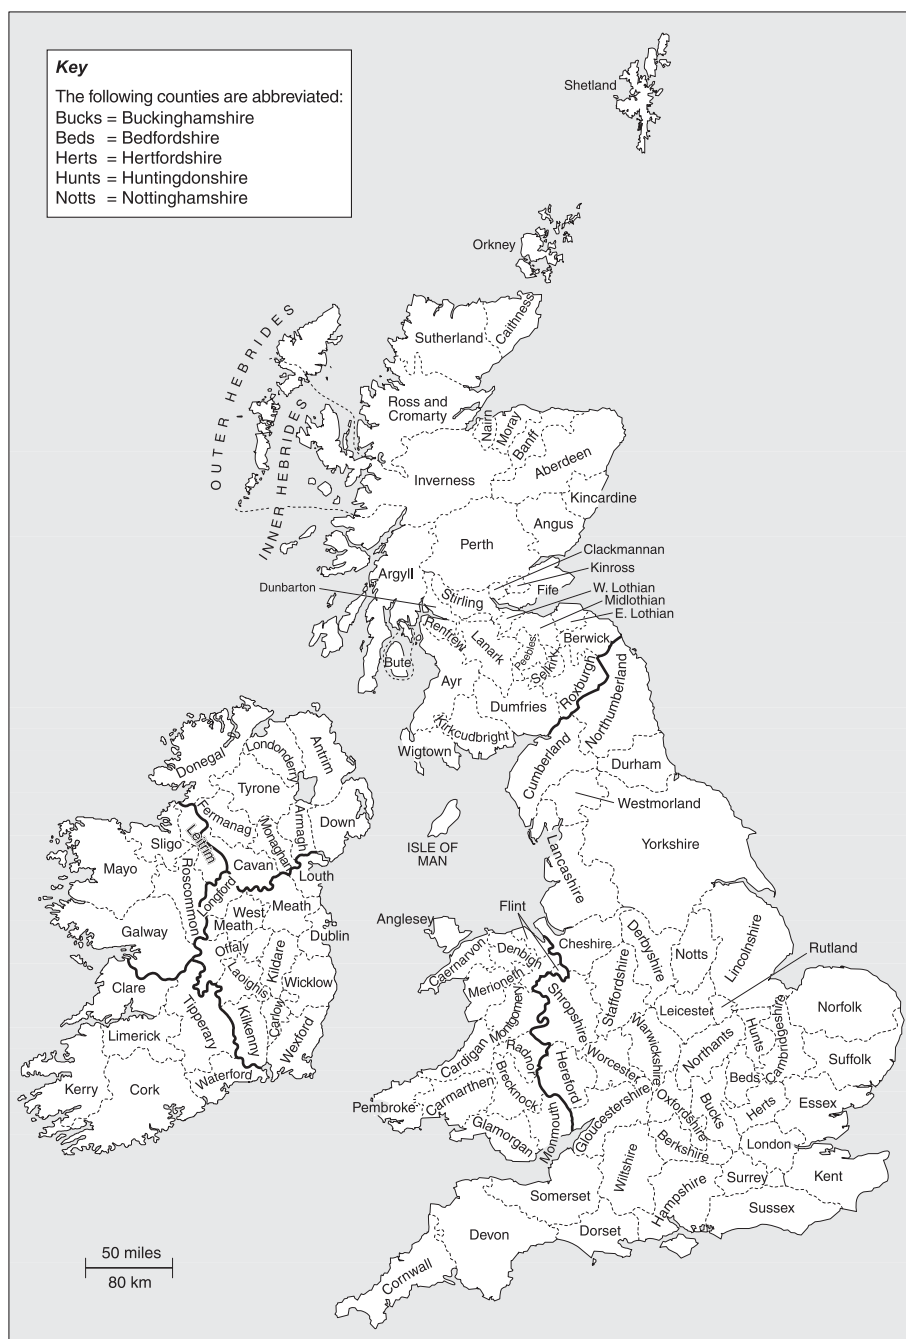 Key
The following counties are abbreviated:
Bucks = Buckinghamshire
Beds = Bedfordshire
Herts = Hertfordshire
Hunts = Huntingdonshire
Notts = Nottinghamshire
Shetland
Orkney
OUTER HEBRIDES
INNER HEBRIDES
Sutherland
Caithness
Ross and
Cromarty
Nairn
Moray
Banff
Aberdeen
Inverness
Kincardine
Angus
Perth
Clackmannan
Kinross
Argyll
Fife
Dunbarton
Stirling
W. Lothian
Midlothian
E. Lothian
Renfrew
Lanark
Peebles
Berwick
Selkirk
Roxburgh
Bute
Ayr
Dumfries
Kirkcudbright
Wigtown
Northumberland
Cumberland
Durham
Westmorland
Yorkshire
ISLE OF
MAN
Lancashire
Donegal
Londonderry
Antrim
Tyrone
Fermanag
Armagh
Down
Monaghan
Sligo
Leitrim
Cavan
Louth
Mayo
Roscommon
Longford
Meath
West
Meath
Galway
Dublin
Offaly
Kildare
Clare
Laoighis
Wicklow
Tipperary
Kilkenny
Carlow
Limerick
Wexford
Waterford
Kerry
Cork
Flint
Anglesey
Caernarvon
Denbigh
Cheshire
Derbyshire
Notts
Lincolnshire
Rutland
Merioneth
Shropshire
Staffordshire
Leicester
Norfolk
Montgomery
Cardigan
Radnor
Hereford
Worcester
Warwickshire
Northants
Hunts
Cambridgeshire
Suffolk
Beds
Pembroke
Carmarthen
Brecknock
Glamorgan
Monmouth
Gloucestershire
Oxfordshire
Bucks
Herts
Essex
London
Berkshire
Wiltshire
Hampshire
Surrey
Kent
Sussex
Somerset
Dorset
Devon
Cornwall
50 miles
80 km